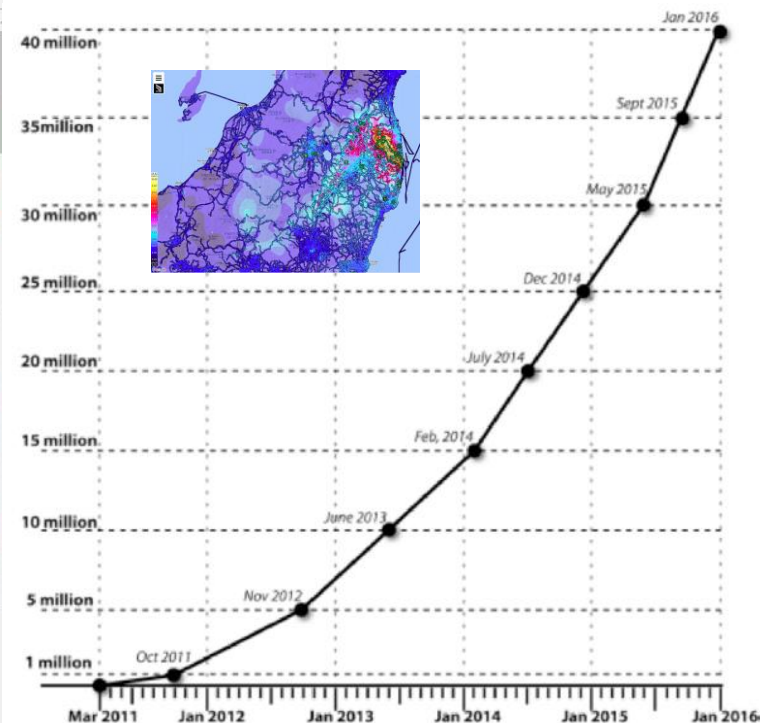 Jan 2016
40 million
Sept 2015
35million
May 2015
30 million
Dec 2014
25 million
July 2014
20 million
Feb, 2014
15 million
June 2013
10 million
Nov 2012
5 million
Oct 2011
1 million
Mar 2011 Jan 2012 Jan 2013 Jan 2014 Jan 2015 Jan 2016